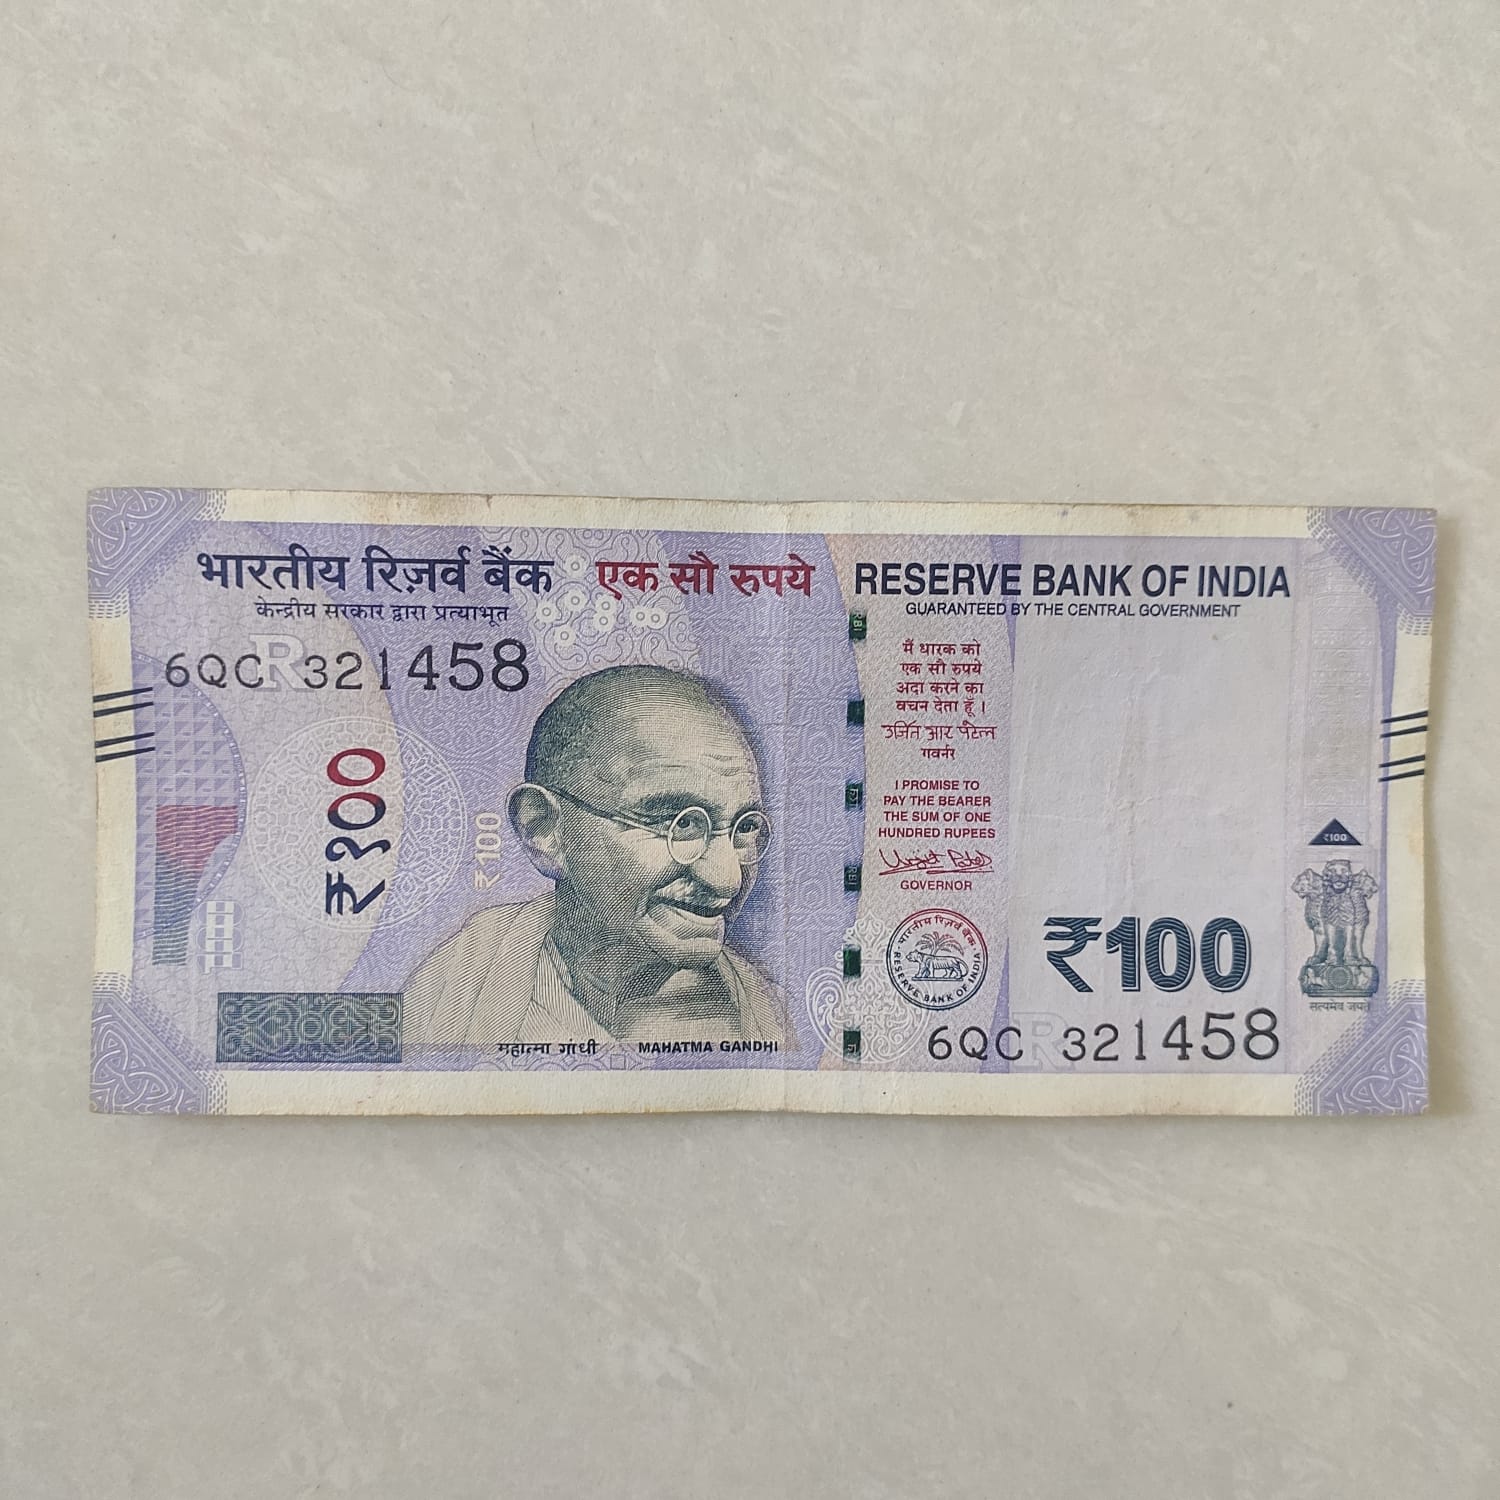 भारतीय रिज़र्व बैंक
केन्द्रीय सरकार द्वारा प्रत्याभूत
एक सौ रुपये
RESERVE BANK OF INDIA
GUARANTEED BY THE CENTRAL GOVERNMENT
6QC 321458
R
₹१००
₹100
मैं धारक को
एक सौ रुपये
अदा करने का
वचन देता हूँ ।
उर्जित आर पटेल
गवर्नर
I PROMISE TO
PAY THE BEARER
THE SUM OF ONE
HUNDRED RUPEES
Urjit Patel
GOVERNOR
भारतीय रिज़र्व बैंक
RESERVE BANK OF INDIA
RBI
RBI
₹100
₹100
सत्यमेव जयते
6QC 321458
R
महात्मा गांधी MAHATMA GANDHI